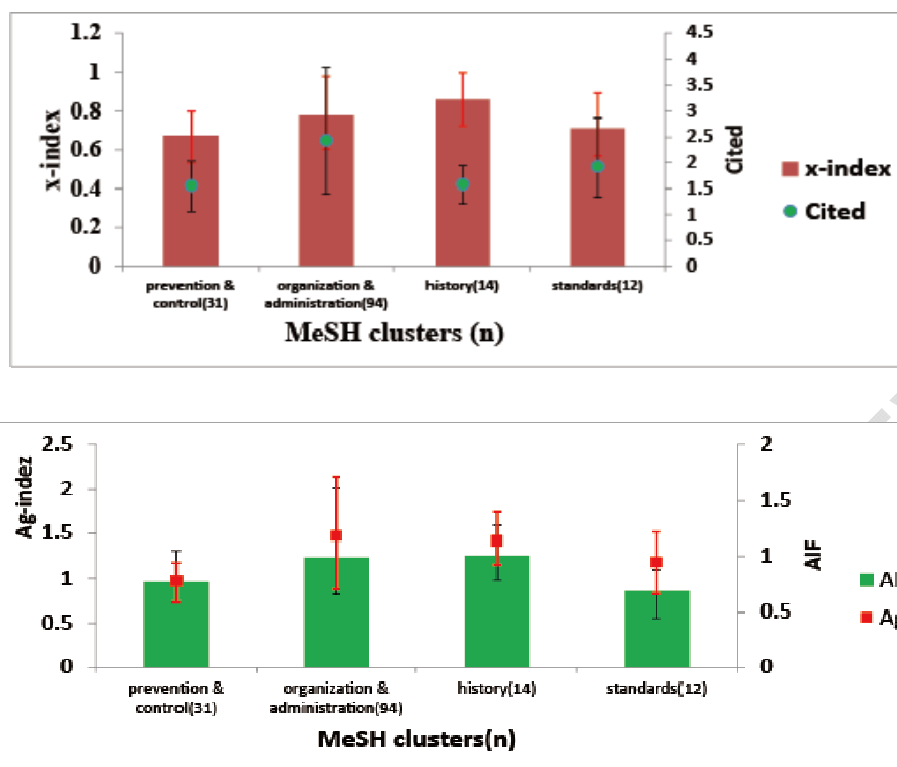 1.2
1
0.8
0.6
0.4
0.2
0
x-index
4.5
4
3.5
3
2.5
2
1.5
1
0.5
0
Cited
x-index
Cited
prevention &
control(31)
organization &
administration(94)
history(14)
standards(12)
MeSH clusters (n)
2.5
2
1.5
1
0.5
0
Ag-indez
2
1.5
1
0.5
0
AIF
prevention &
control(31)
organization &
administration(94)
history(14)
standards(12)
MeSH clusters(n)